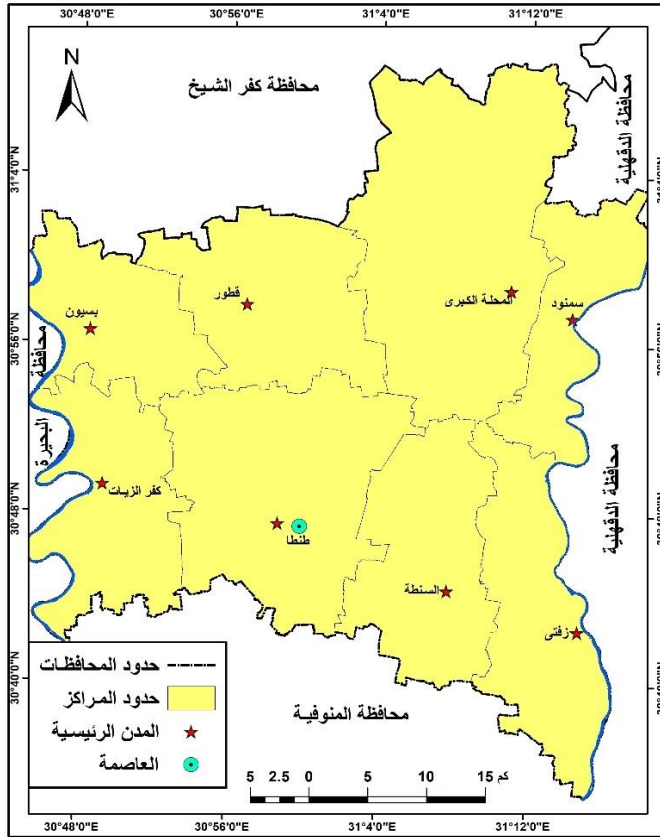 30°48'0"E 30°56'0"E 31°4'0"E 31°12'0"E
محافظة كفر الشيخ
محافظة الدقهلية
31°4'0"N
31°4'0"N
قطور
المحلة الكبرى
سمنود
بسيون
30°56'0"N
محافظة
البحيرة
محافظة الدقهلية
كفر الزيات
30°48'0"N
طنطا
السنطة
زفتى
30°40'0"N
محافظة المنوفية
حدود المحافظات
حدود المراكز
المدن الرئيسية
العاصمة
5 2.5 0 5 10 15 كم
30°48'0"E 30°56'0"E 31°4'0"E 31°12'0"E